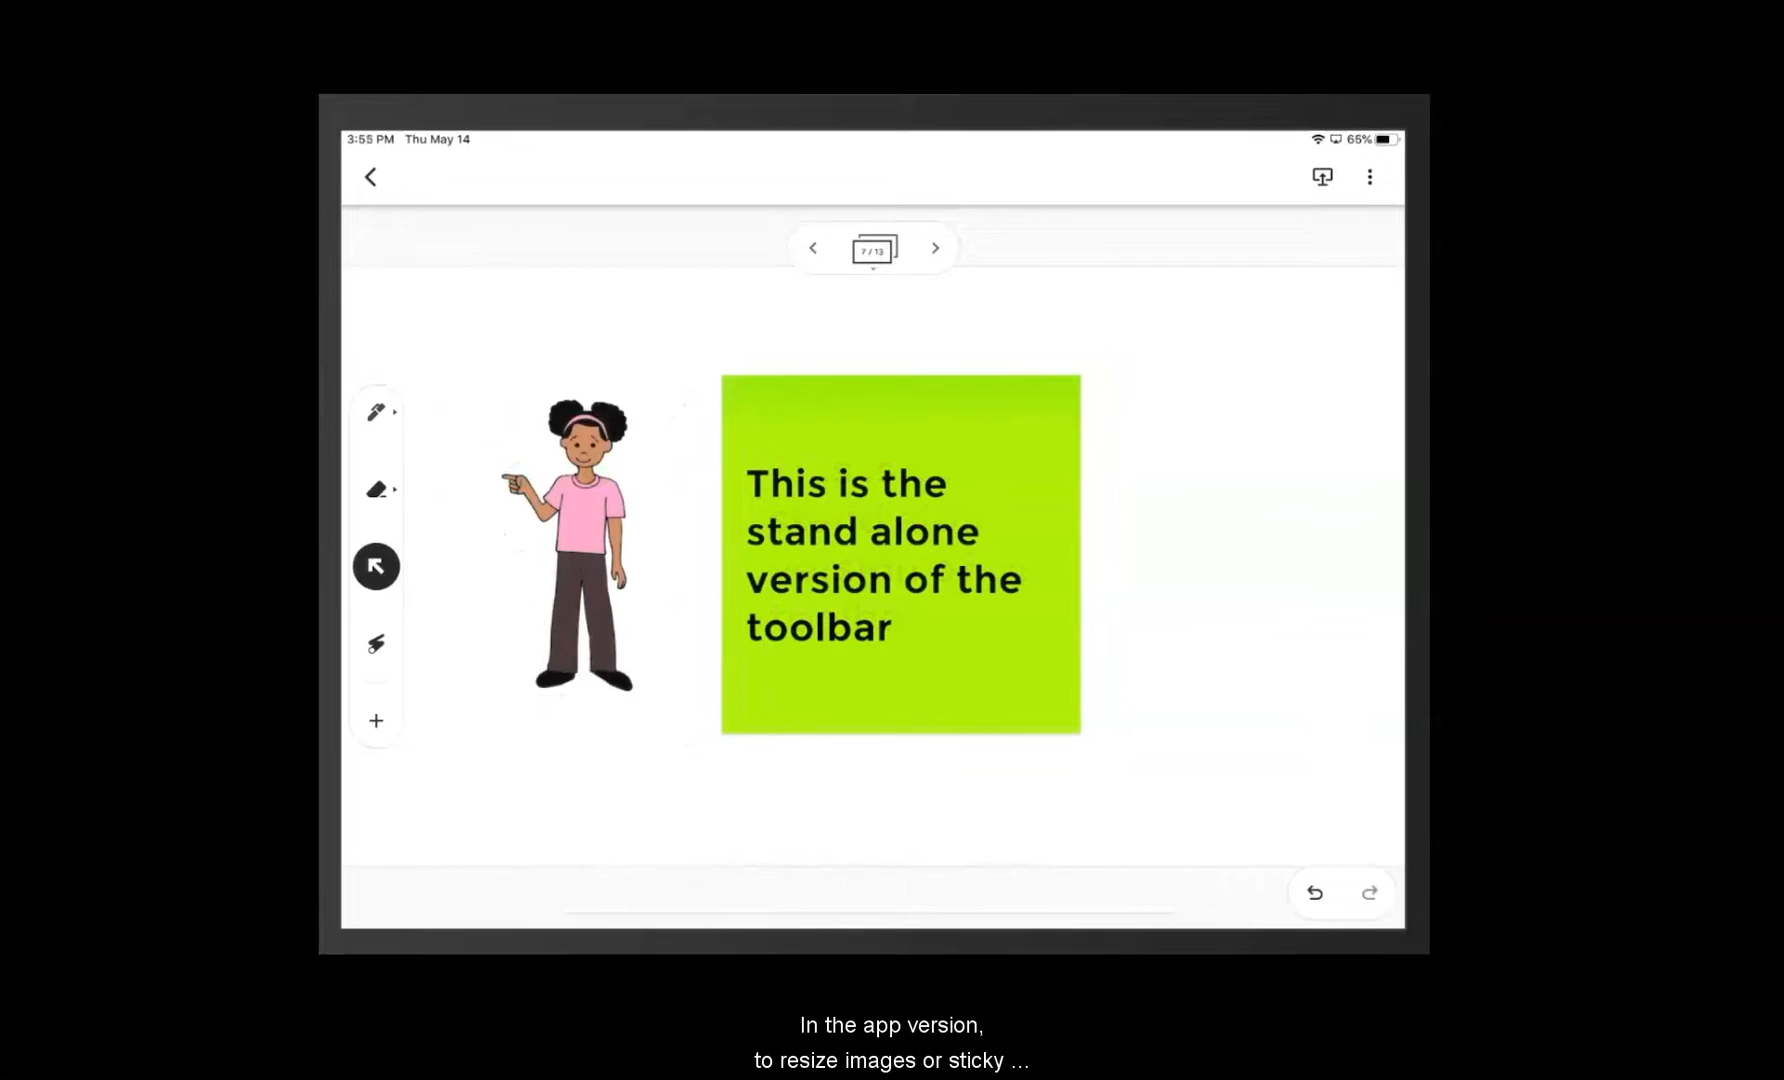 3:55 PM Thu May 14
65%
7 / 13
This is the
stand alone
version of the
toolbar
In the app version,
to resize images or sticky ...